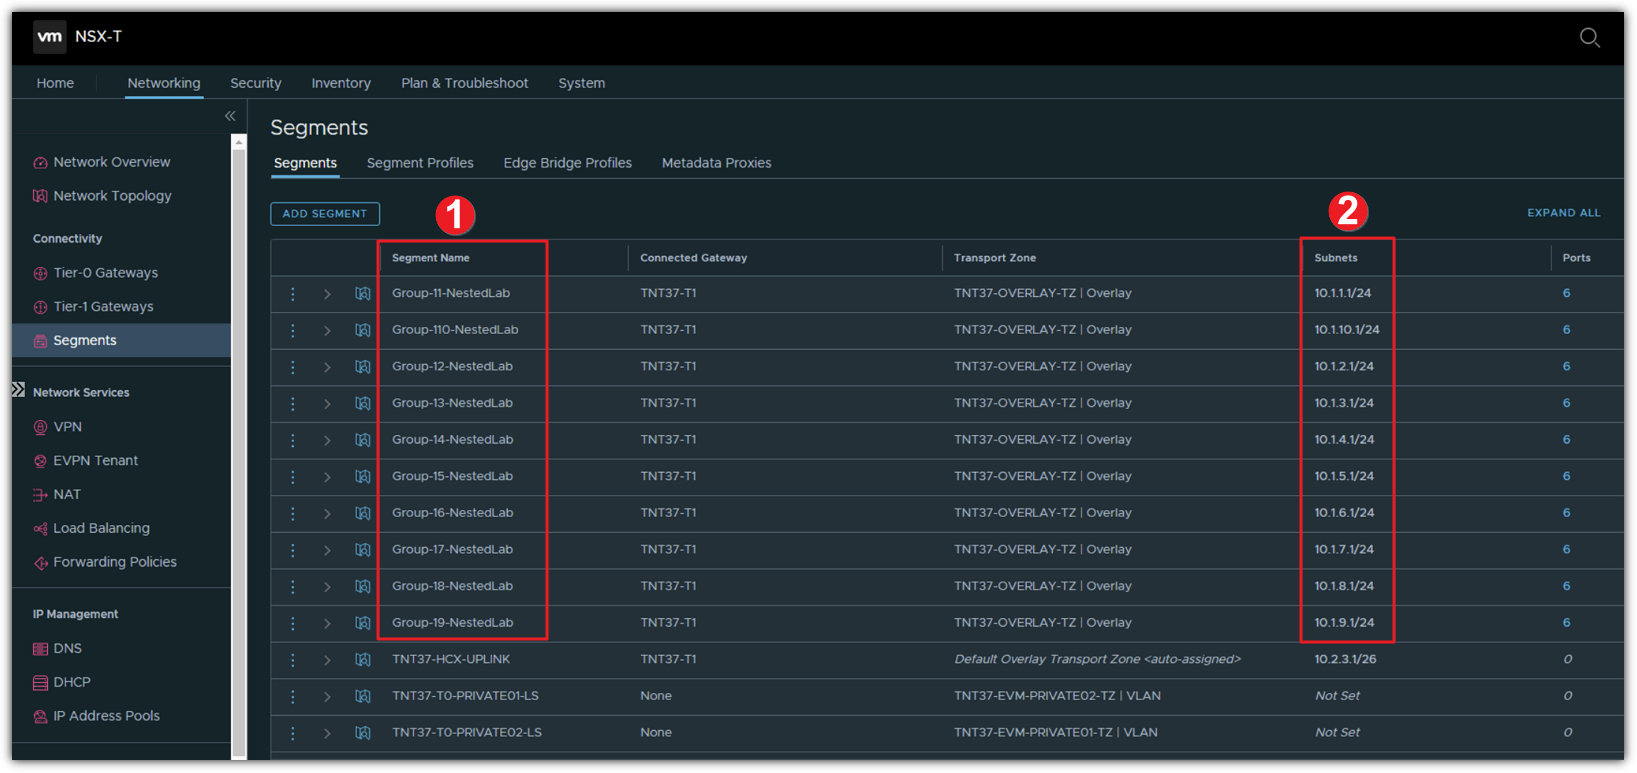 vm NSX-T
Home Networking Security Inventory Plan & Troubleshoot System
Network Overview
Network Topology
Connectivity
Tier-0 Gateways
Tier-1 Gateways
Segments
Network Services
VPN
EVPN Tenant
NAT
Load Balancing
Forwarding Policies
IP Management
DNS
DHCP
IP Address Pools
Segments
Segments Segment Profiles Edge Bridge Profiles Metadata Proxies
ADD SEGMENT 1 2 EXPAND ALL
Segment Name Connected Gateway Transport Zone Subnets Ports
Group-11-NestedLab TNT37-T1 TNT37-OVERLAY-TZ | Overlay 10.1.1.1/24 6
Group-110-NestedLab TNT37-T1 TNT37-OVERLAY-TZ | Overlay 10.1.10.1/24 6
Group-12-NestedLab TNT37-T1 TNT37-OVERLAY-TZ | Overlay 10.1.2.1/24 6
Group-13-NestedLab TNT37-T1 TNT37-OVERLAY-TZ | Overlay 10.1.3.1/24 6
Group-14-NestedLab TNT37-T1 TNT37-OVERLAY-TZ | Overlay 10.1.4.1/24 6
Group-15-NestedLab TNT37-T1 TNT37-OVERLAY-TZ | Overlay 10.1.5.1/24 6
Group-16-NestedLab TNT37-T1 TNT37-OVERLAY-TZ | Overlay 10.1.6.1/24 6
Group-17-NestedLab TNT37-T1 TNT37-OVERLAY-TZ | Overlay 10.1.7.1/24 6
Group-18-NestedLab TNT37-T1 TNT37-OVERLAY-TZ | Overlay 10.1.8.1/24 6
Group-19-NestedLab TNT37-T1 TNT37-OVERLAY-TZ | Overlay 10.1.9.1/24 6
TNT37-HCX-UPLINK TNT37-T1 Default Overlay Transport Zone <auto-assigned> 10.2.3.1/26 0
TNT37-T0-PRIVATE01-LS None TNT37-EVM-PRIVATE02-TZ | VLAN Not Set 0
TNT37-T0-PRIVATE02-LS None TNT37-EVM-PRIVATE01-TZ | VLAN Not Set 0